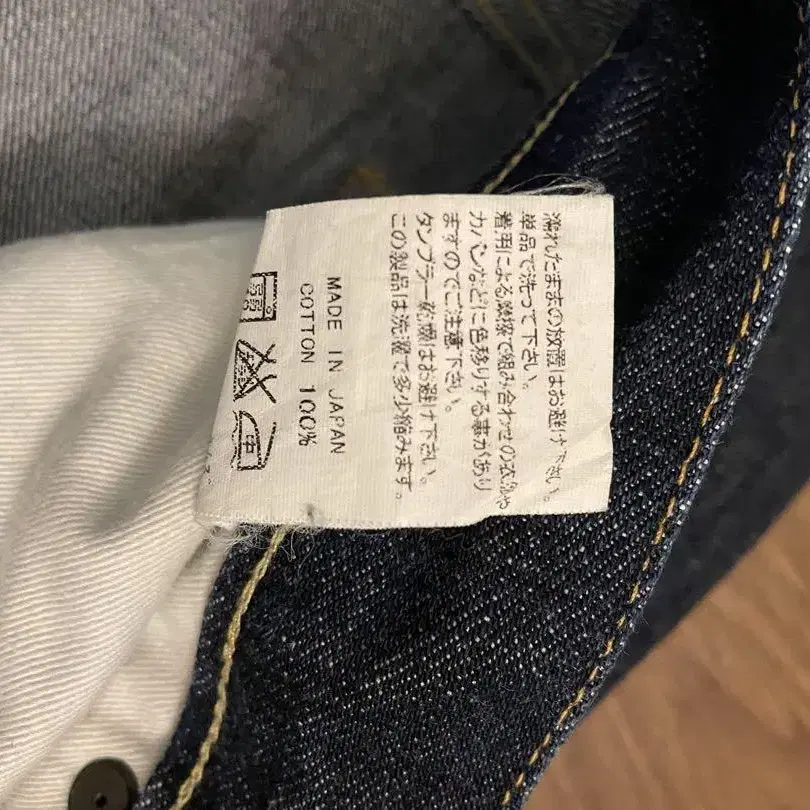 濡れたままの放置はお避け下さい。
単品で洗って下さい。
着用による摩擦で組み合わせの衣類や
カバンなどに色移りする事があり
ますのでご注意下さい。
タンブラー乾燥はお避け下さい。
この製品は洗濯で多少縮みます。
MADE IN JAPAN
COTTON 100%
中